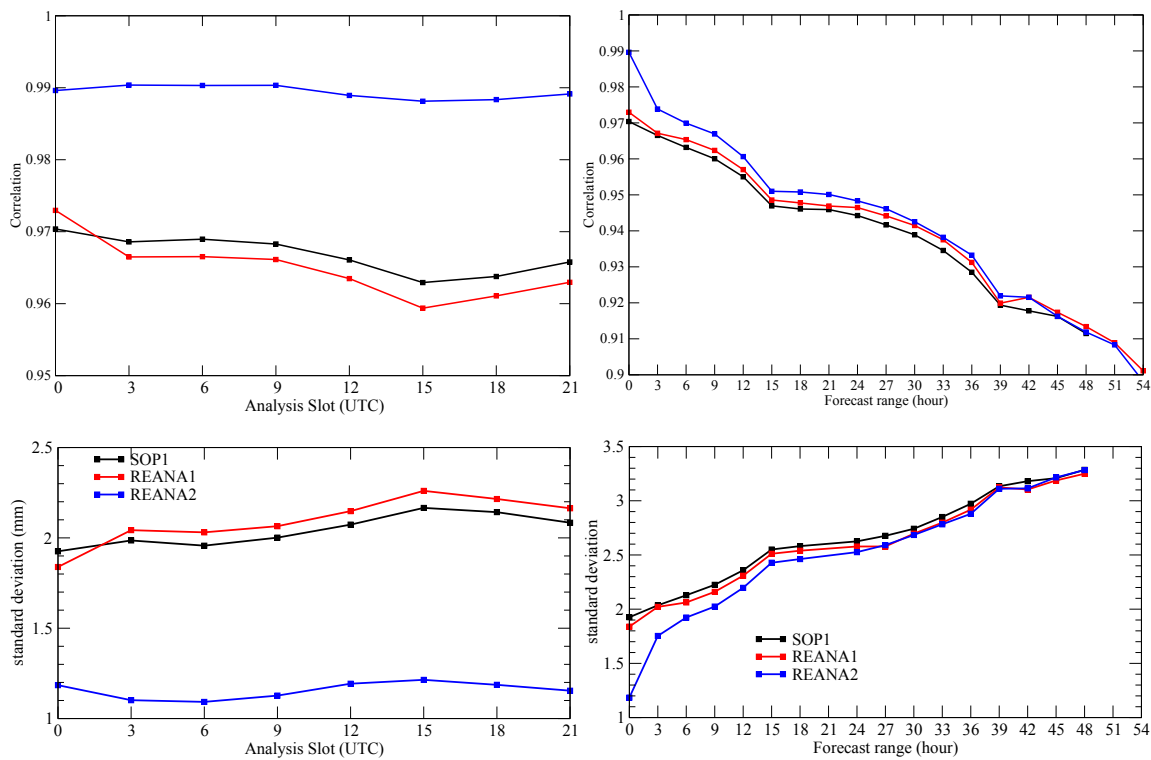 1
0.99
0.98
0.97
0.96
0.95
Correlation
0 3 6 9 12 15 18 21
Analysis Slot (UTC)
1
0.99
0.98
0.97
0.96
0.95
0.94
0.93
0.92
0.91
0.9
Correlation
0 3 6 9 12 15 18 21 24 27 30 33 36 39 42 45 48 51 54
Forecast range (hour)
2.5
2
1.5
1
standard deviation (mm)
SOP1
REANA1
REANA2
0 3 6 9 12 15 18 21
Analysis Slot (UTC)
3.5
3
2.5
2
1.5
1
standard deviation
SOP1
REANA1
REANA2
0 3 6 9 12 15 18 21 24 27 30 33 36 39 42 45 48 51 54
Forecast range (hour)